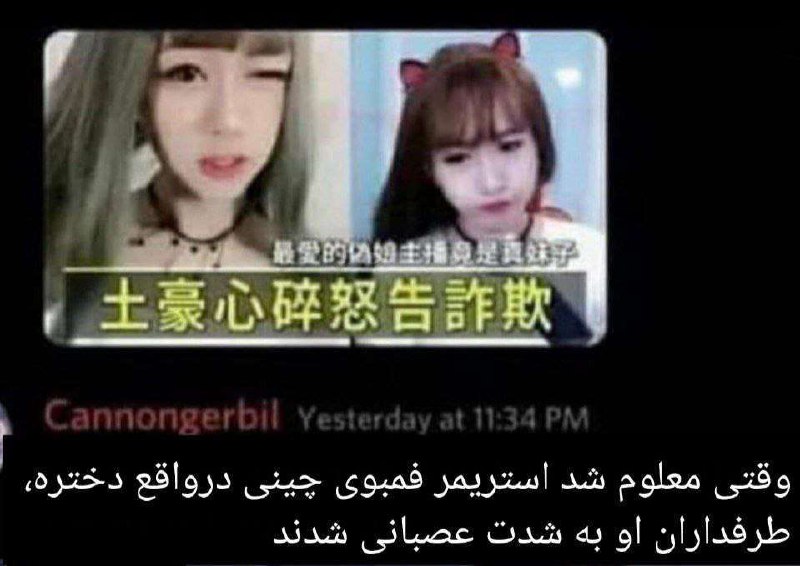 最愛的偽娘主播竟是真妹子
土豪心碎怒告詐欺
Cannongerbil Yesterday at 11:34 PM
وقتی معلوم شد استریمر فمبوی چینی درواقع دختره،
طرفداران او به شدت عصبانی شدند